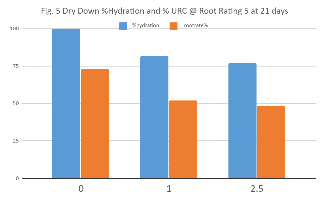 Fig. 5 Dry Down %Hydration and % URC @ Root Rating 5 at 21 days
%hydration rootrate%
100
75
50
25
0
0 1 2.5